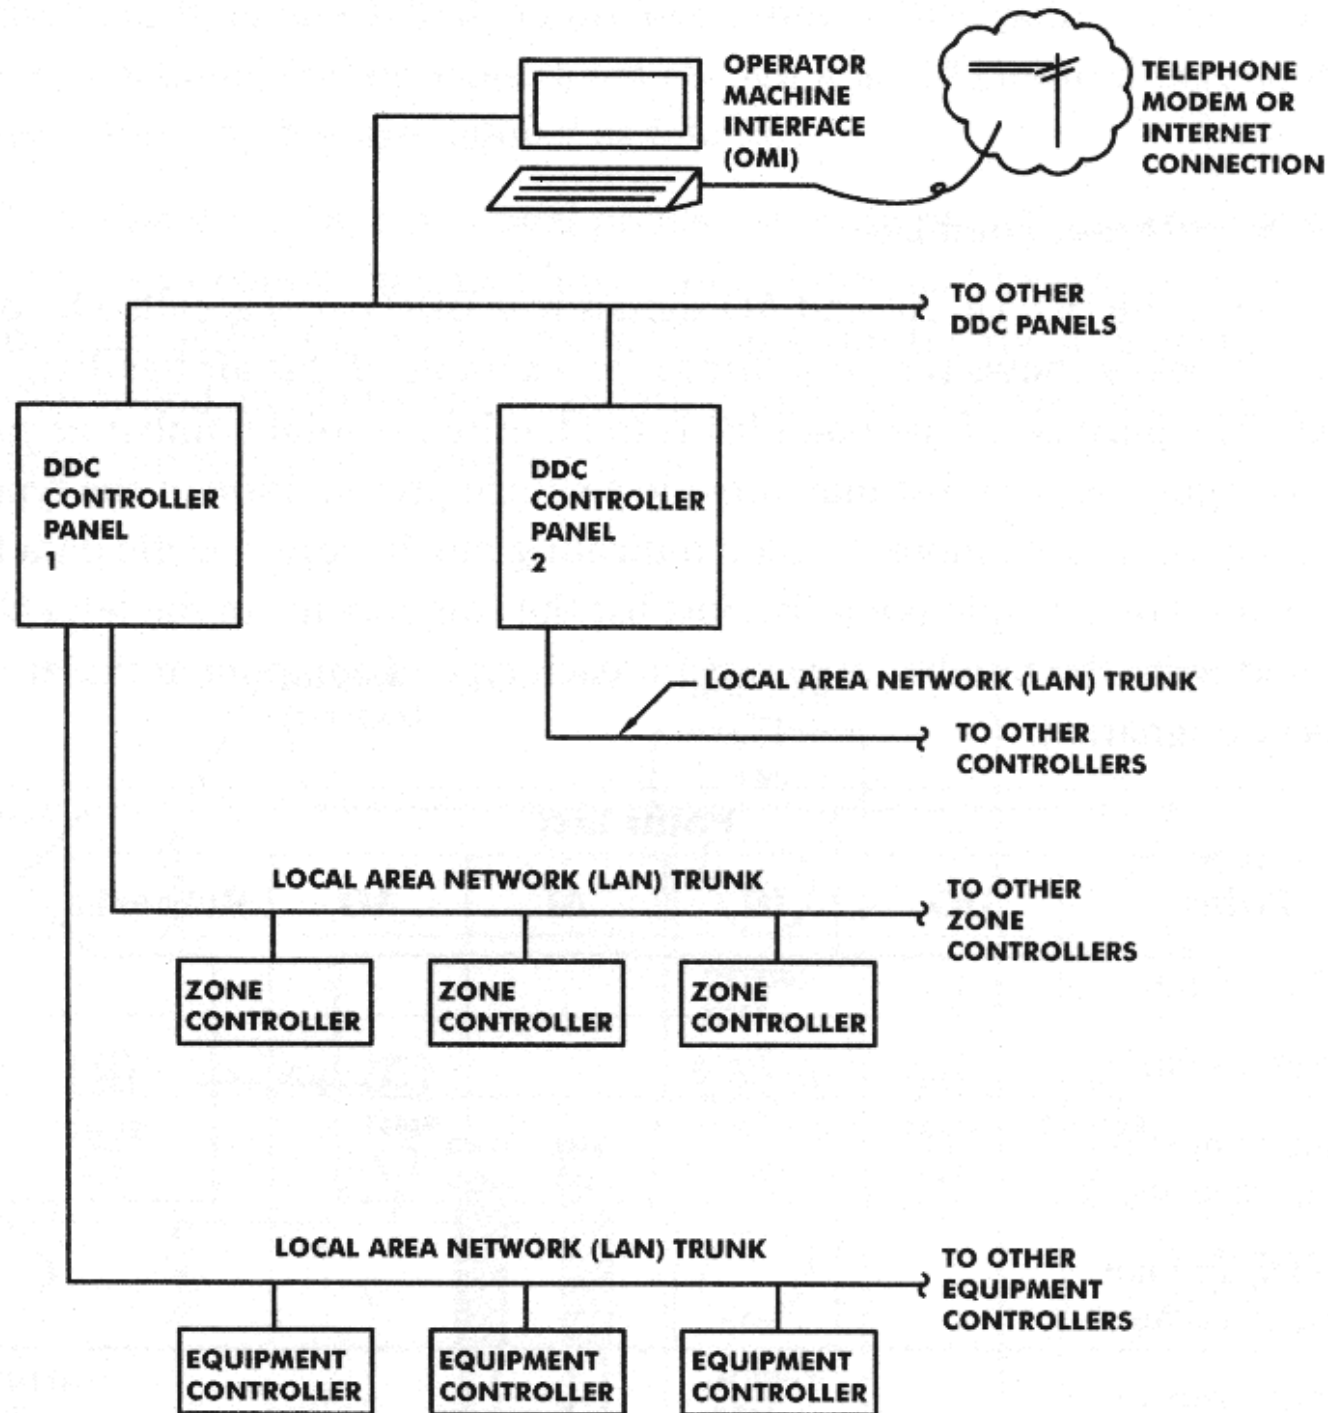 OPERATOR
MACHINE
INTERFACE
(OMI)
TELEPHONE
MODEM OR
INTERNET
CONNECTION
TO OTHER
DDC PANELS
DDC
CONTROLLER
PANEL
1
DDC
CONTROLLER
PANEL
2
LOCAL AREA NETWORK (LAN) TRUNK
TO OTHER
CONTROLLERS
LOCAL AREA NETWORK (LAN) TRUNK
TO OTHER
ZONE
CONTROLLERS
ZONE
CONTROLLER
ZONE
CONTROLLER
ZONE
CONTROLLER
LOCAL AREA NETWORK (LAN) TRUNK
TO OTHER
EQUIPMENT
CONTROLLERS
EQUIPMENT
CONTROLLER
EQUIPMENT
CONTROLLER
EQUIPMENT
CONTROLLER